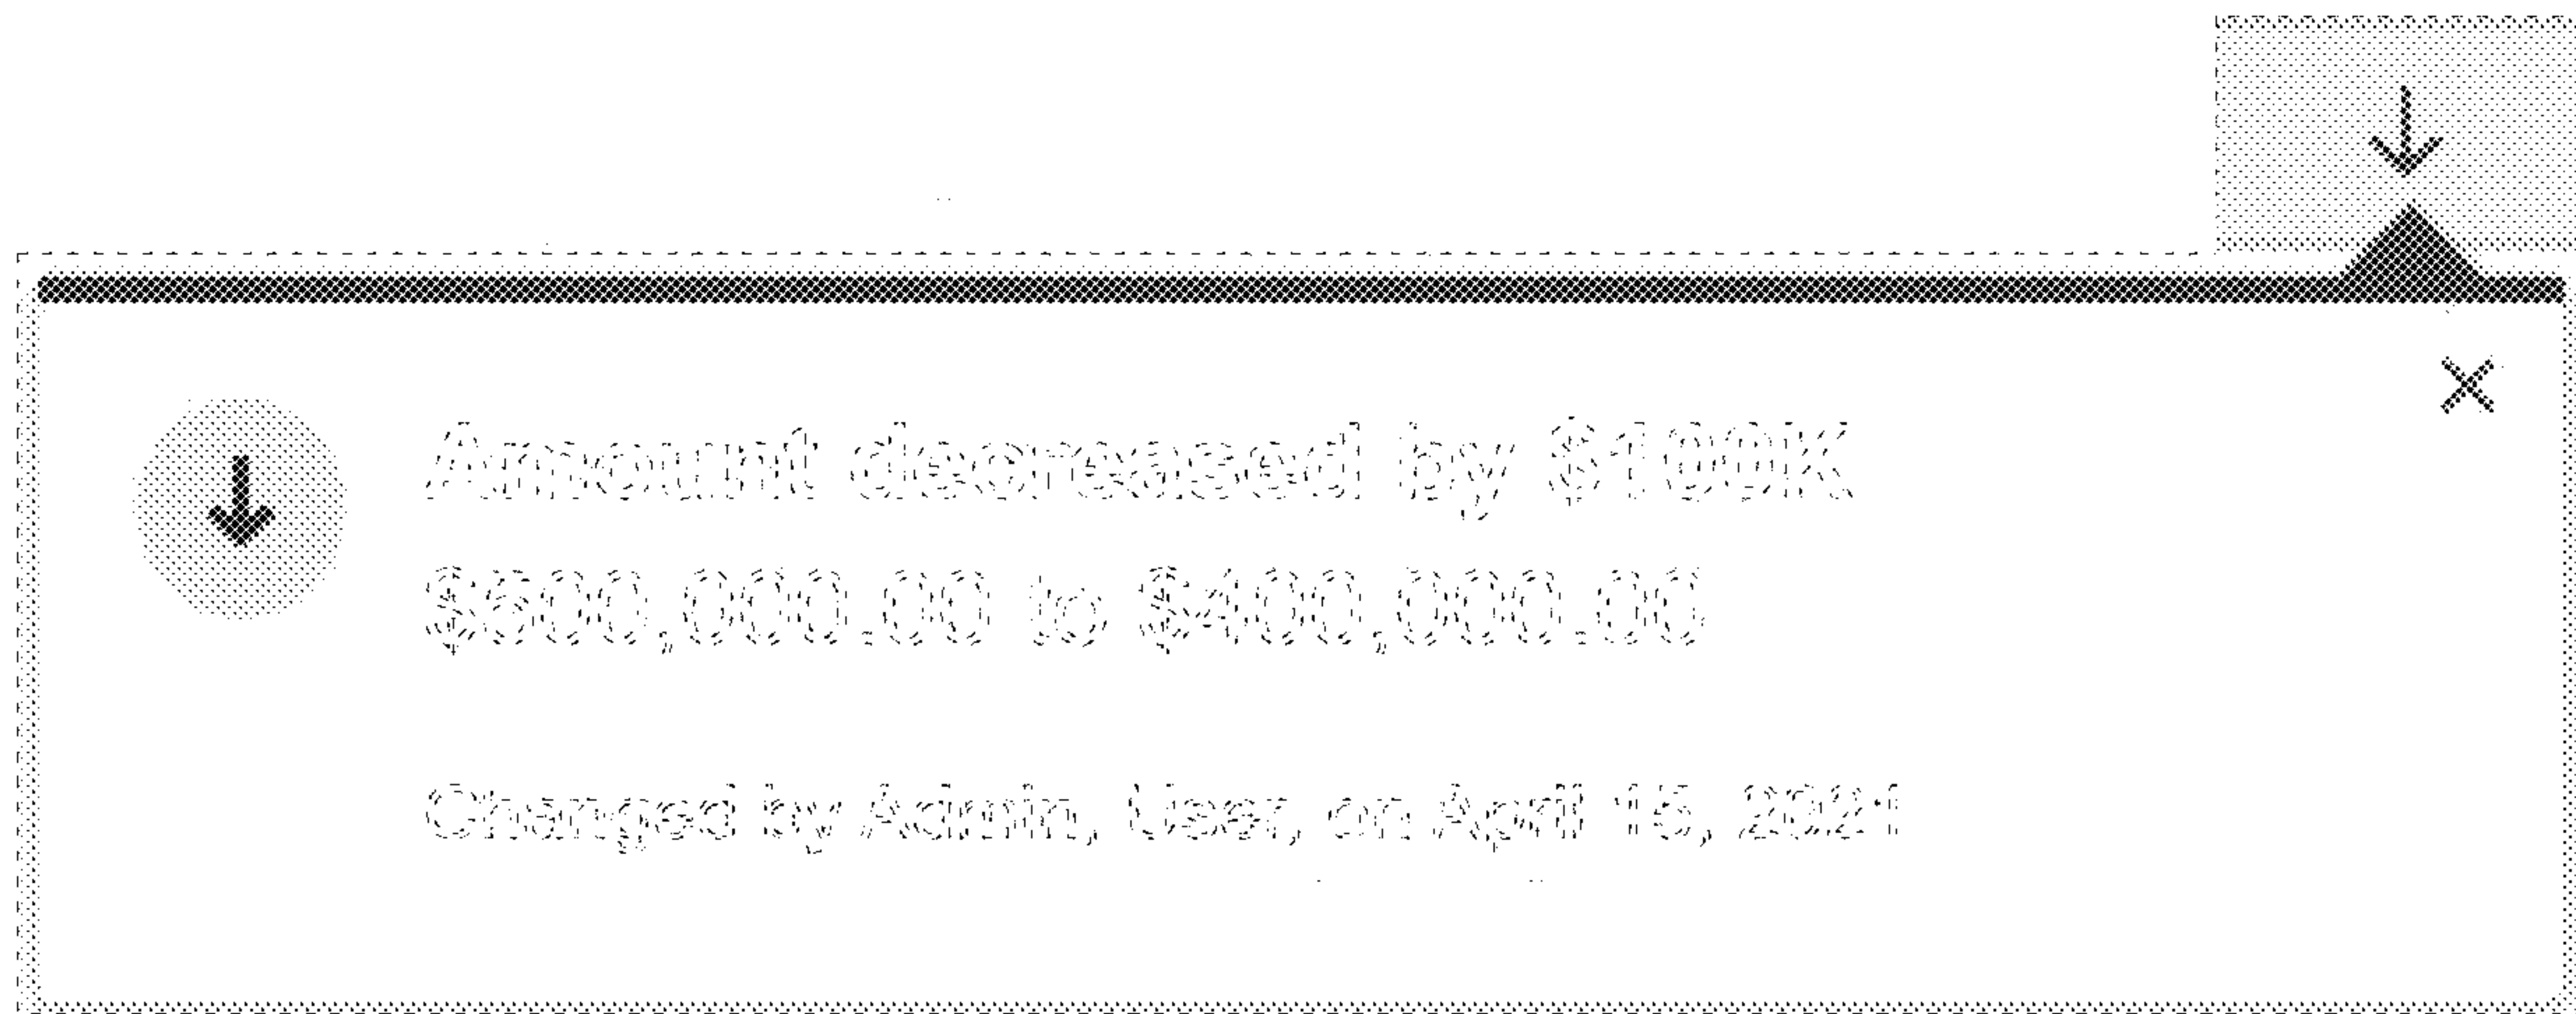 Amount decreased by $100K
$500,000.00 to $400,000.00
Changed by Admin, User, on April 15, 2021